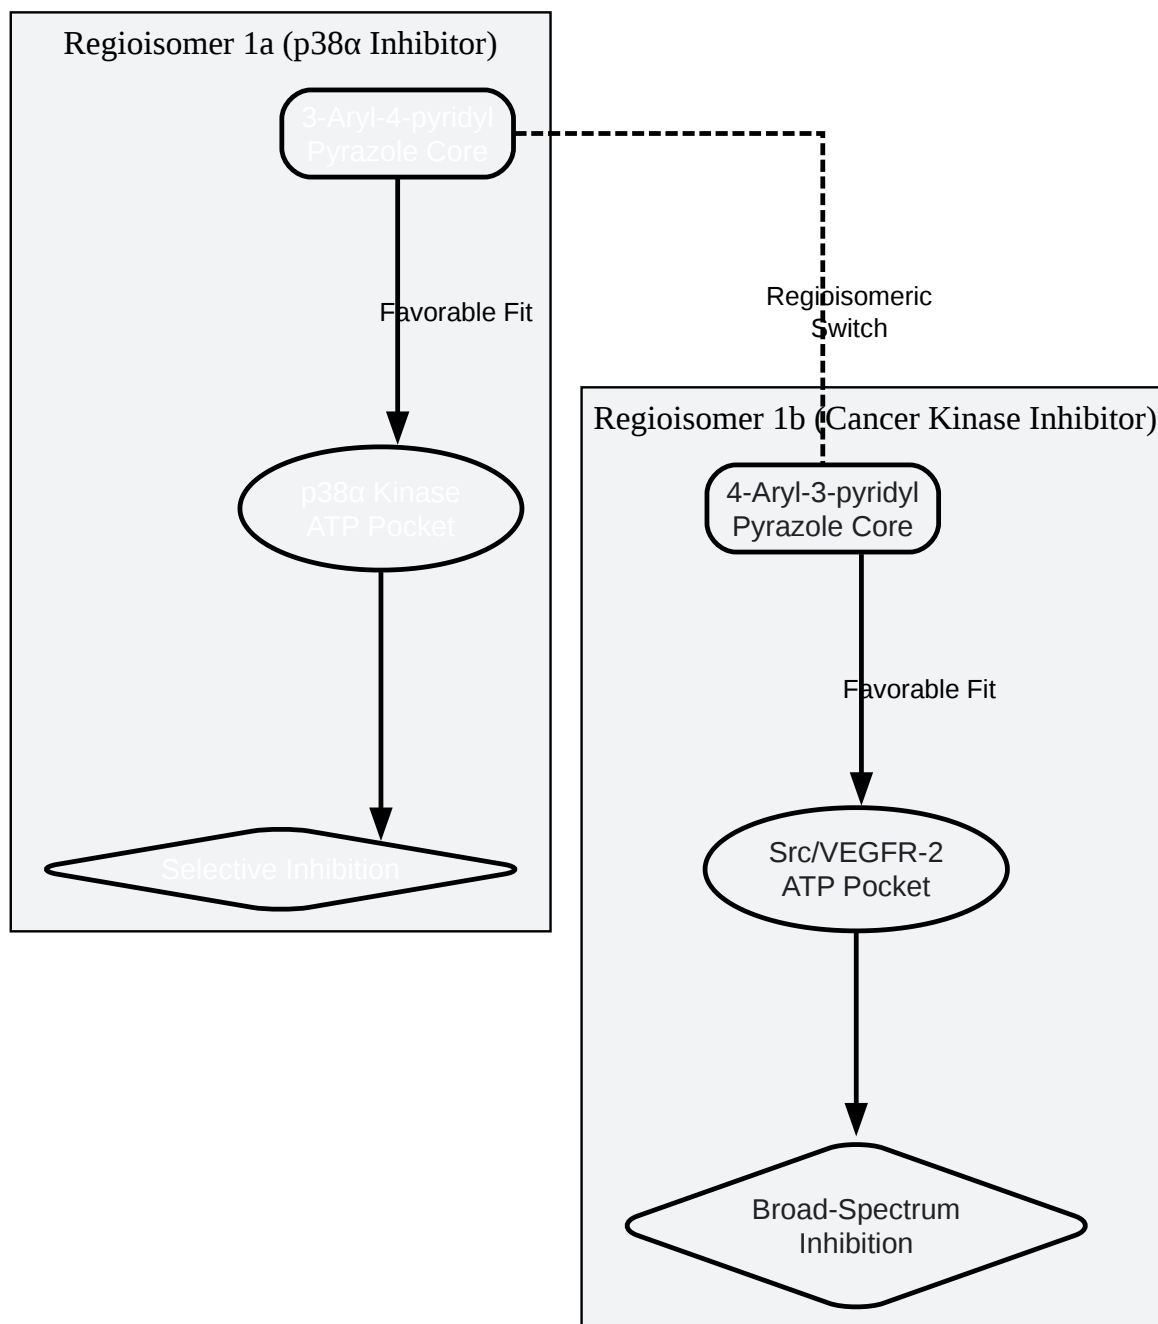 Regioisomer 1a (p38α Inhibitor)
3-Aryl-4-pyridyl
Pyrazole Core
Favorable Fit
p38α Kinase
ATP Pocket
Selective Inhibition
Regioisomeric
Switch
Regioisomer 1b (Cancer Kinase Inhibitor)
4-Aryl-3-pyridyl
Pyrazole Core
Favorable Fit
Src/VEGFR-2
ATP Pocket
Broad-Spectrum
Inhibition